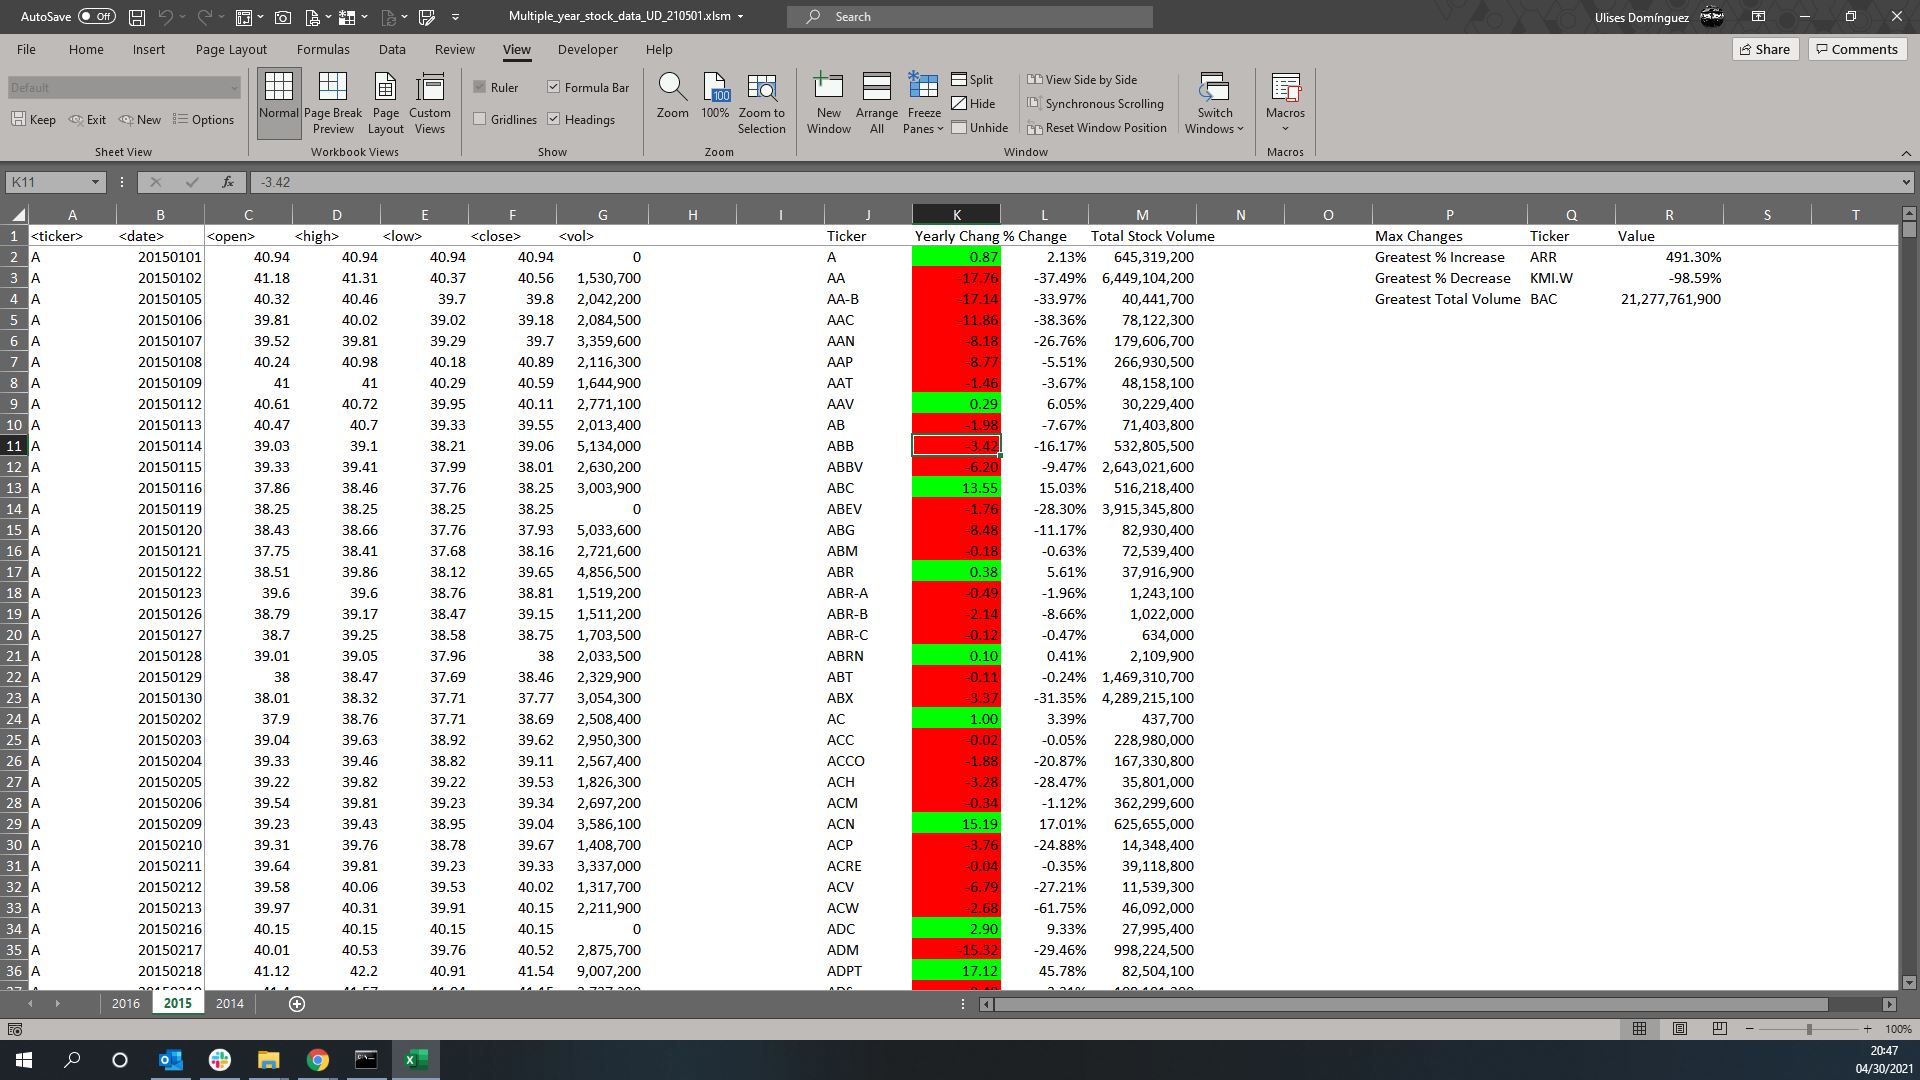 AutoSave Off Multiple_year_stock_data_UD_210501.xlsm Search Ulises Domínguez
File Home Insert Page Layout Formulas Data Review View Developer Help Share Comments
Default
Keep Exit New Options
Sheet View
Normal Page Break Preview Page Layout Custom Views
Workbook Views
Ruler Formula Bar
Gridlines Headings
Show
Zoom 100 100% Zoom to Selection
Zoom
New Window Arrange All Freeze Panes
Split
Hide
Unhide
View Side by Side
Synchronous Scrolling
Reset Window Position
Switch Windows
Window
Macros
Macros
K11 fx -3.42
A B C D E F G H I J K L M N O P Q R S T
1 <ticker> <date> <open> <high> <low> <close> <vol> Ticker Yearly Chang % Change Total Stock Volume Max Changes Ticker Value
2 A 20150101 40.94 40.94 40.94 40.94 0 A 0.87 2.13% 645,319,200 Greatest % Increase ARR 491.30%
3 A 20150102 41.18 41.31 40.37 40.56 1,530,700 AA -17.76 -37.49% 6,449,104,200 Greatest % Decrease KMI.W -98.59%
4 A 20150105 40.32 40.46 39.7 39.8 2,042,200 AA-B -17.14 -33.97% 40,441,700 Greatest Total Volume BAC 21,277,761,900
5 A 20150106 39.81 40.02 39.02 39.18 2,084,500 AAC -11.86 -38.36% 78,122,300
6 A 20150107 39.52 39.81 39.29 39.7 3,359,600 AAN -8.18 -26.76% 179,606,700
7 A 20150108 40.24 40.98 40.18 40.89 2,116,300 AAP -8.77 -5.51% 266,930,500
8 A 20150109 41 41 40.29 40.59 1,644,900 AAT -1.46 -3.67% 48,158,100
9 A 20150112 40.61 40.72 39.95 40.11 2,771,100 AAV 0.29 6.05% 30,229,400
10 A 20150113 40.47 40.7 39.33 39.55 2,013,400 AB -1.98 -7.67% 71,403,800
11 A 20150114 39.03 39.1 38.21 39.06 5,134,000 ABB -3.42 -16.17% 532,805,500
12 A 20150115 39.33 39.41 37.99 38.01 2,630,200 ABBV -6.20 -9.47% 2,643,021,600
13 A 20150116 37.86 38.46 37.76 38.25 3,003,900 ABC 13.55 15.03% 516,218,400
14 A 20150119 38.25 38.25 38.25 38.25 0 ABEV -1.76 -28.30% 3,915,345,800
15 A 20150120 38.43 38.66 37.76 37.93 5,033,600 ABG -8.48 -11.17% 82,930,400
16 A 20150121 37.75 38.41 37.68 38.16 2,721,600 ABM -0.18 -0.63% 72,539,400
17 A 20150122 38.51 39.86 38.12 39.65 4,856,500 ABR 0.38 5.61% 37,916,900
18 A 20150123 39.6 39.6 38.76 38.81 1,519,200 ABR-A -0.49 -1.96% 1,243,100
19 A 20150126 38.79 39.17 38.47 39.15 1,511,200 ABR-B -2.14 -8.66% 1,022,000
20 A 20150127 38.7 39.25 38.58 38.75 1,703,500 ABR-C -0.12 -0.47% 634,000
21 A 20150128 39.01 39.05 37.96 38 2,033,500 ABRN 0.10 0.41% 2,109,900
22 A 20150129 38 38.47 37.69 38.46 2,329,900 ABT -0.11 -0.24% 1,469,310,700
23 A 20150130 38.01 38.32 37.71 37.77 3,054,300 ABX -3.37 -31.35% 4,289,215,100
24 A 20150202 37.9 38.76 37.71 38.69 2,508,400 AC 1.00 3.39% 437,700
25 A 20150203 39.04 39.63 38.92 39.62 2,950,300 ACC -0.02 -0.05% 228,980,000
26 A 20150204 39.33 39.46 38.82 39.11 2,567,400 ACCO -1.88 -20.87% 167,330,800
27 A 20150205 39.22 39.82 39.22 39.53 1,826,300 ACH -3.28 -28.47% 35,801,000
28 A 20150206 39.54 39.81 39.23 39.34 2,697,200 ACM -0.34 -1.12% 362,299,600
29 A 20150209 39.23 39.43 38.95 39.04 3,586,100 ACN 15.19 17.01% 625,655,000
30 A 20150210 39.31 39.76 38.78 39.67 1,408,700 ACP -3.76 -24.88% 14,348,400
31 A 20150211 39.64 39.81 39.23 39.33 3,337,000 ACRE -0.04 -0.35% 39,118,800
32 A 20150212 39.58 40.06 39.53 40.02 1,317,700 ACV -6.79 -27.21% 11,539,300
33 A 20150213 39.97 40.31 39.91 40.15 2,211,900 ACW -2.68 -61.75% 46,092,000
34 A 20150216 40.15 40.15 40.15 40.15 0 ADC 2.90 9.33% 27,995,400
35 A 20150217 40.01 40.53 39.76 40.52 2,875,700 ADM -15.32 -29.46% 998,224,500
36 A 20150218 41.12 42.2 40.91 41.54 9,007,200 ADPT 17.12 45.78% 82,504,100
2016 2015 2014
100%
20:47
04/30/2021